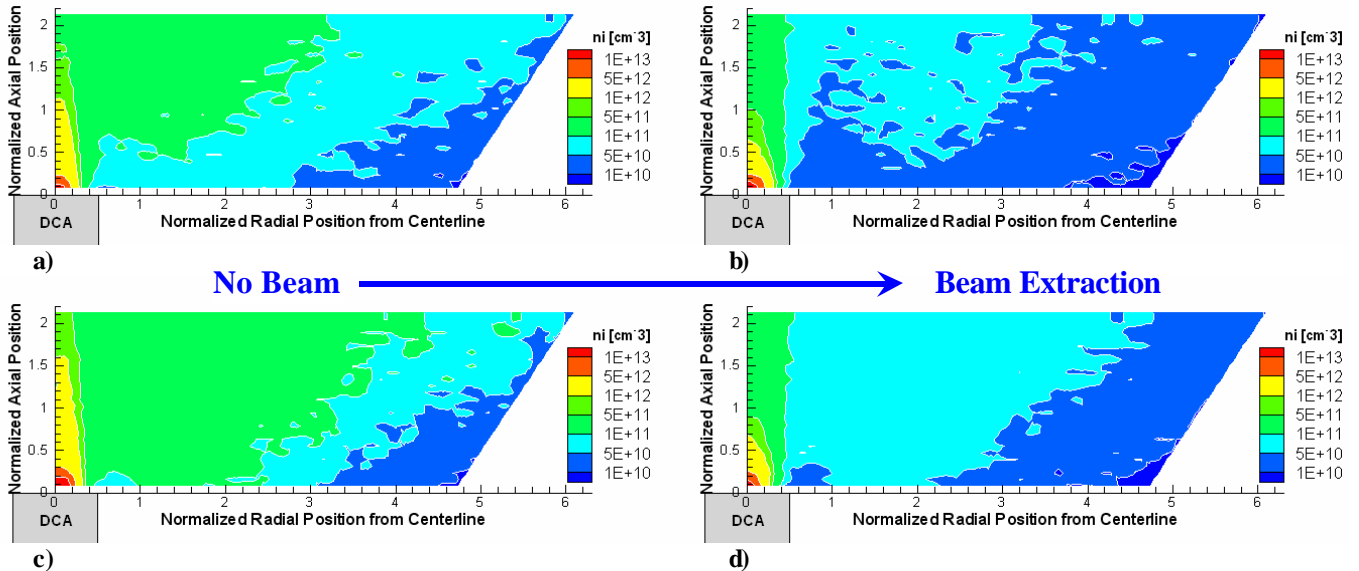 Normalized Axial Position
2
1.5
1
0.5
0
ni [cm^-3]
1E+13
5E+12
1E+12
5E+11
1E+11
5E+10
1E+10
0 1 2 3 4 5 6
DCA
Normalized Radial Position from Centerline
a)
Normalized Axial Position
2
1.5
1
0.5
0
ni [cm^-3]
1E+13
5E+12
1E+12
5E+11
1E+11
5E+10
1E+10
0 1 2 3 4 5 6
DCA
Normalized Radial Position from Centerline
b)
No Beam
Beam Extraction
Normalized Axial Position
2
1.5
1
0.5
0
ni [cm^-3]
1E+13
5E+12
1E+12
5E+11
1E+11
5E+10
1E+10
0 1 2 3 4 5 6
DCA
Normalized Radial Position from Centerline
c)
Normalized Axial Position
2
1.5
1
0.5
0
ni [cm^-3]
1E+13
5E+12
1E+12
5E+11
1E+11
5E+10
1E+10
0 1 2 3 4 5 6
DCA
Normalized Radial Position from Centerline
d)